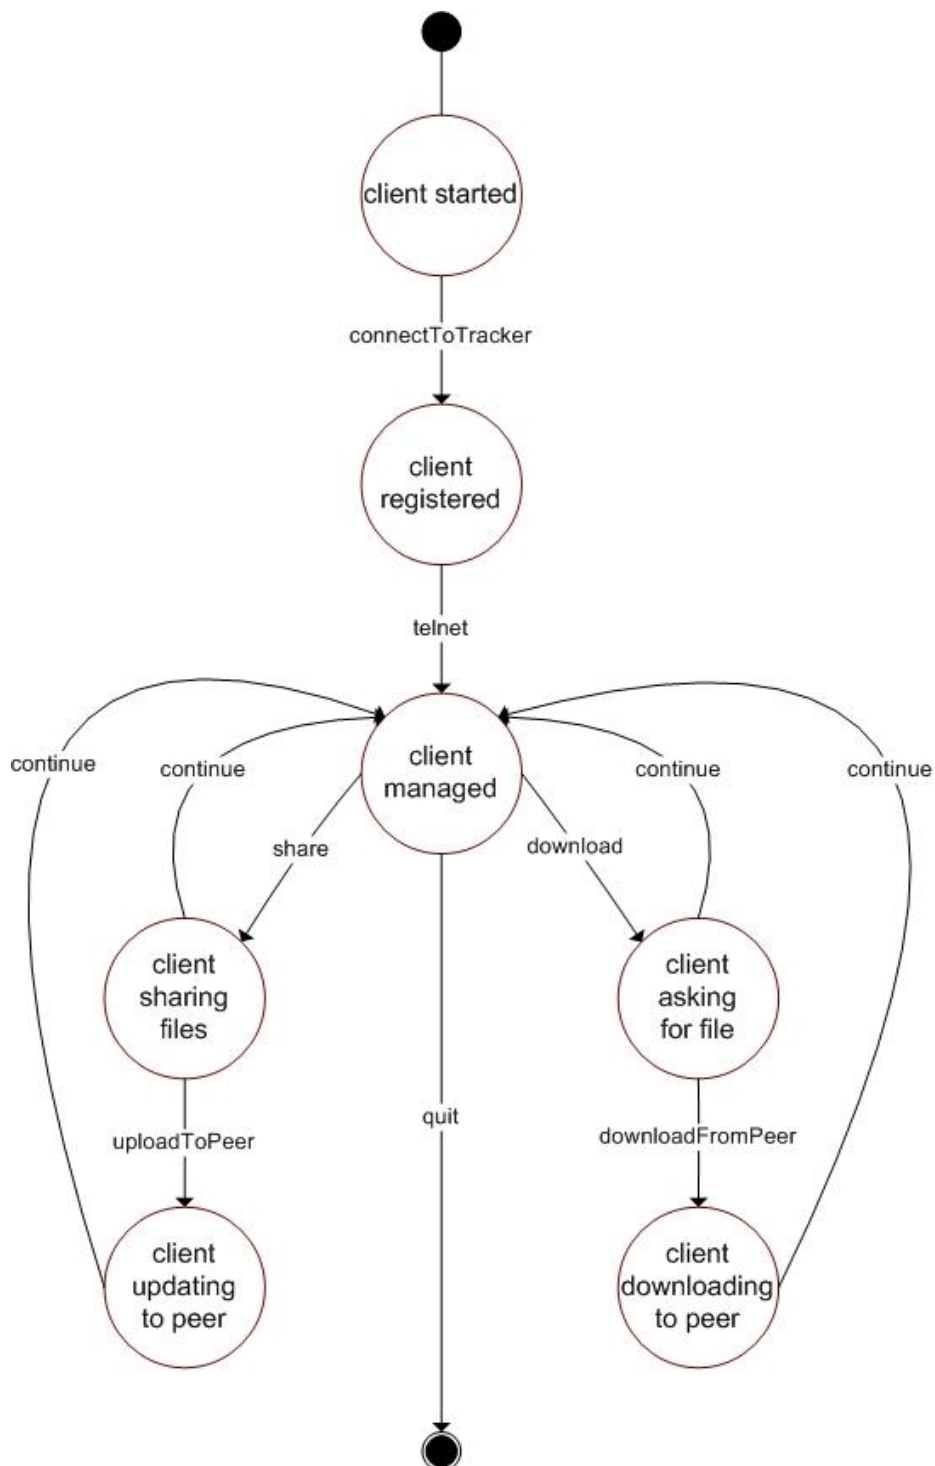 client started
connectToTracker
client
registered
telnet
continue
continue
client
managed
continue
continue
share
download
client
sharing
files
client
asking
for file
uploadToPeer
quit
downloadFromPeer
client
updating
to peer
client
downloading
to peer